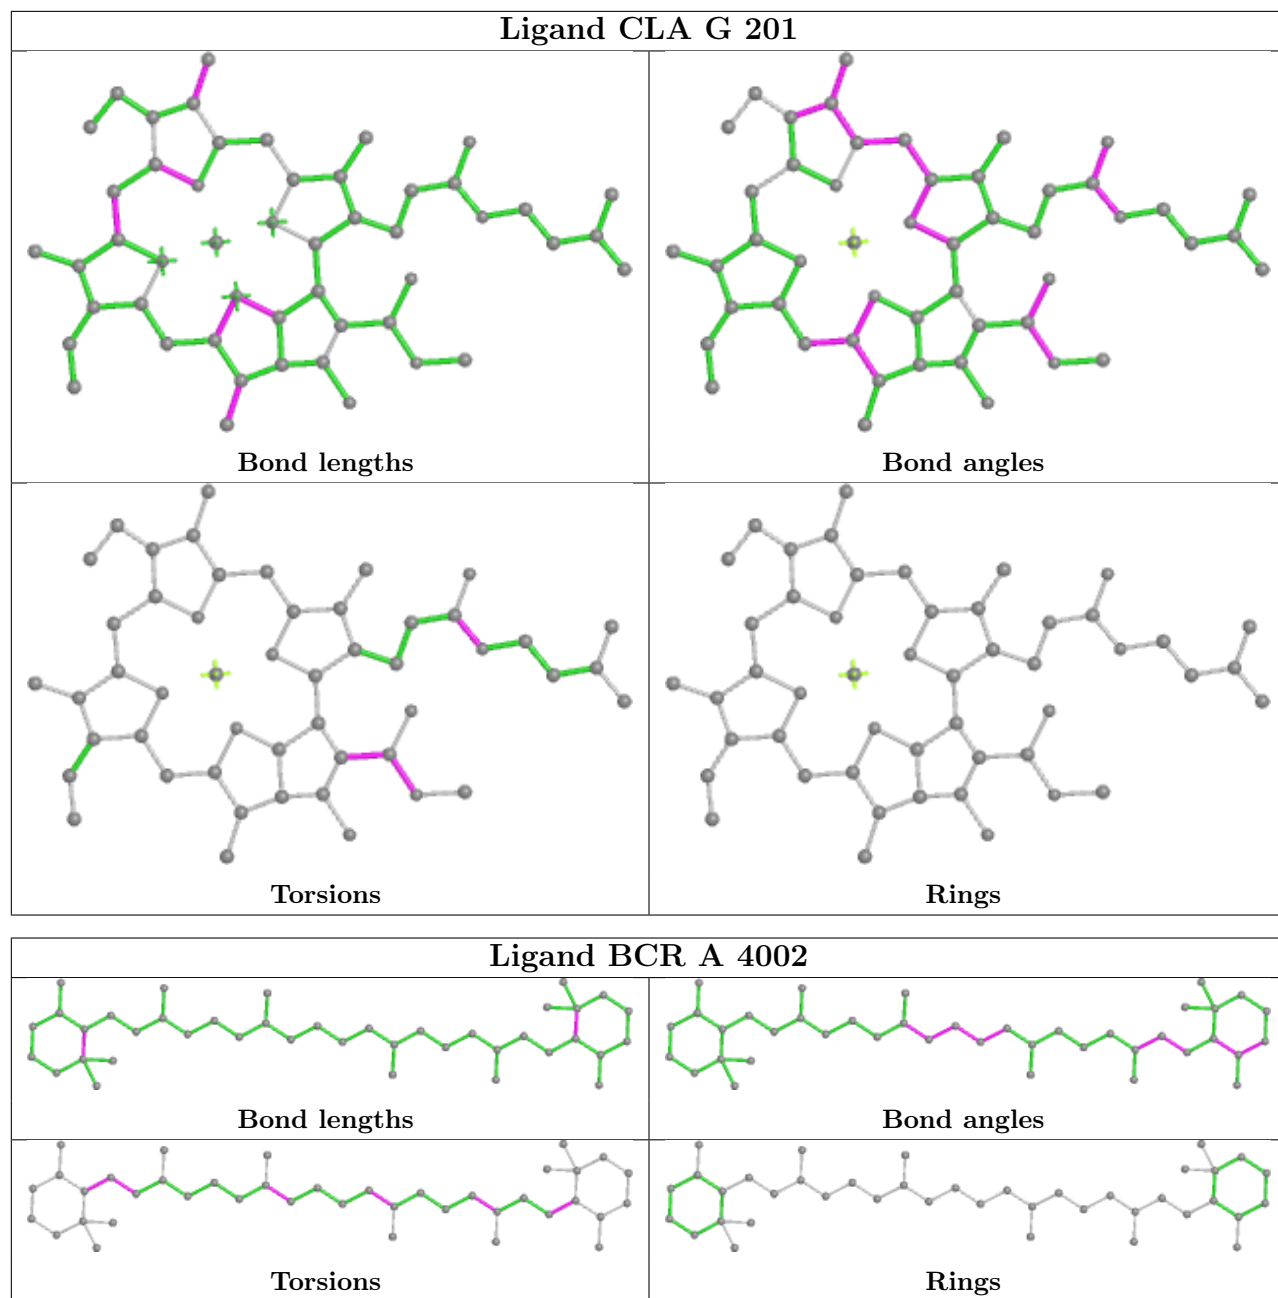 Ligand CLA G 201
Bond lengths
Bond angles
Torsions
Rings
Ligand BCR A 4002
Bond lengths
Bond angles
Torsions
Rings